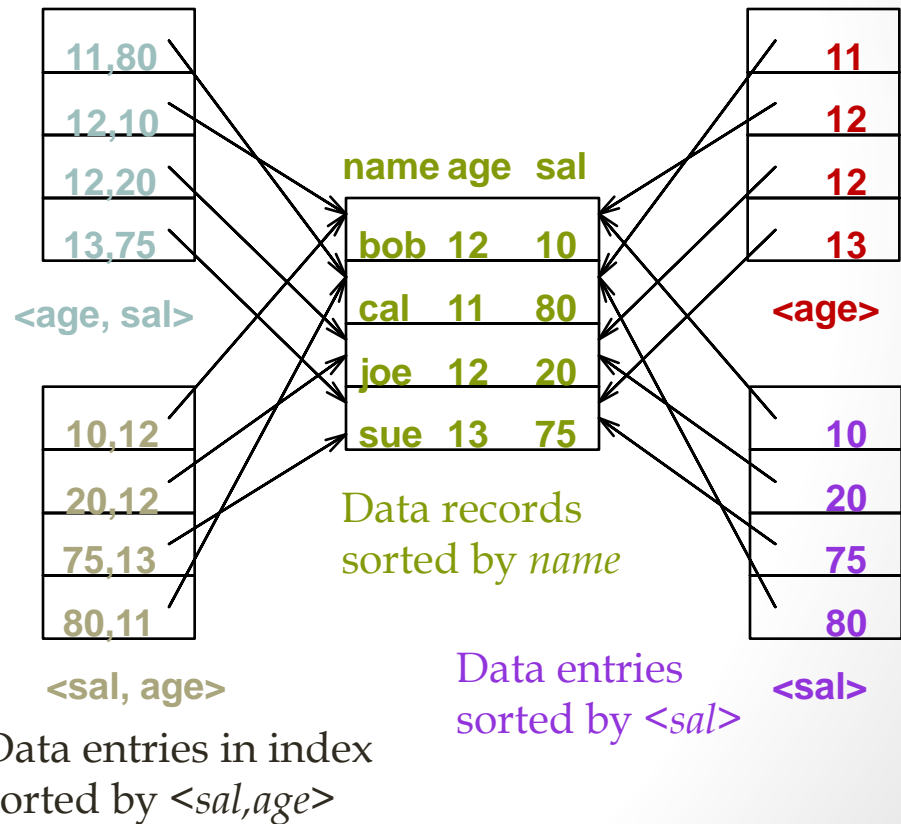 11,80
12,10
12,20
13,75
<age, sal>
10,12
20,12
75,13
80,11
<sal, age>
Data entries in index
sorted by <sal,age>
name age sal
bob 12 10
cal 11 80
joe 12 20
sue 13 75
Data records
sorted by name
Data entries
sorted by <sal>
11
12
12
13
<age>
10
20
75
80
<sal>